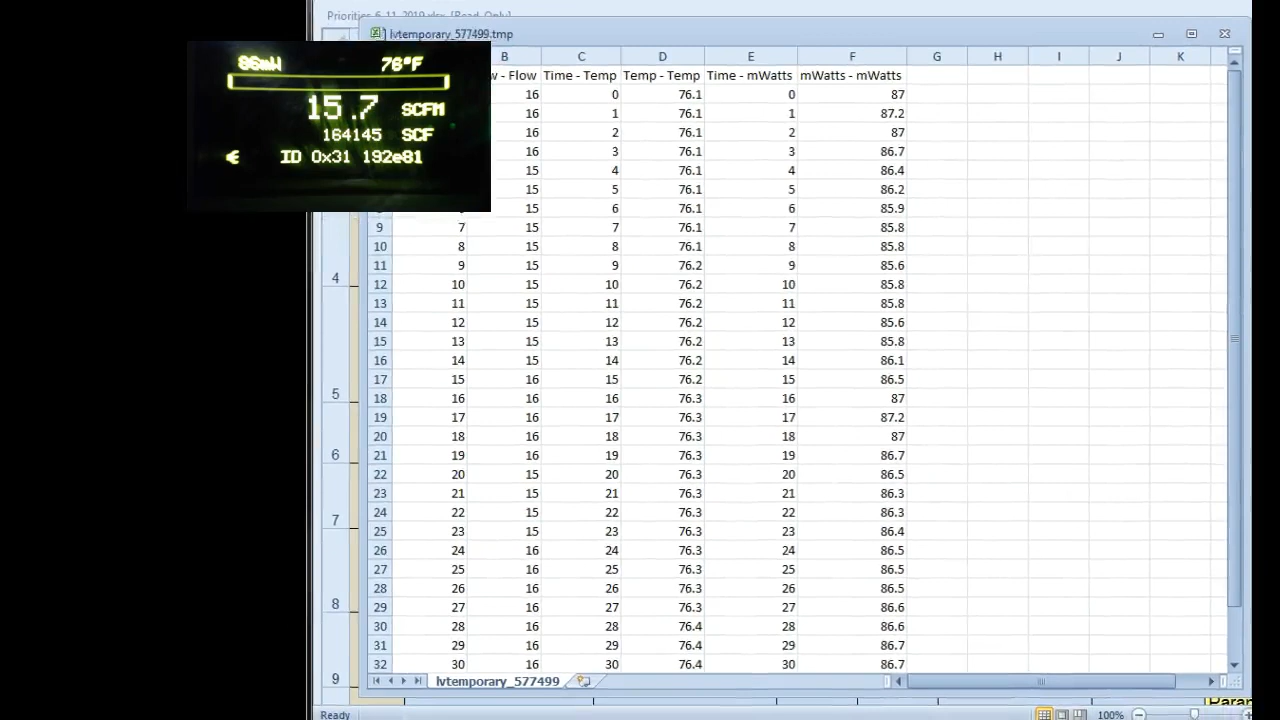 Priorities 6-11-2019.xlsx [Read-Only]
lvtemporary_577499.tmp
86mW 76°F
15.7 SCFM
164145 SCF
ID 0x31 192e81
B C D E F G H I J K
w - Flow Time - Temp Temp - Temp Time - mWatts mWatts - mWatts
16 0 76.1 0 87
16 1 76.1 1 87.2
16 2 76.1 2 87
16 3 76.1 3 86.7
15 4 76.1 4 86.4
15 5 76.1 5 86.2
15 6 76.1 6 85.9
9 7 15 7 76.1 7 85.8
10 8 15 8 76.1 8 85.8
11 9 15 9 76.2 9 85.6
12 10 15 10 76.2 10 85.8
13 11 15 11 76.2 11 85.8
14 12 15 12 76.2 12 85.6
15 13 15 13 76.2 13 85.8
16 14 15 14 76.2 14 86.1
17 15 16 15 76.2 15 86.5
18 16 16 16 76.3 16 87
19 17 16 17 76.3 17 87.2
20 18 16 18 76.3 18 87
21 19 16 19 76.3 19 86.7
22 20 15 20 76.3 20 86.5
23 21 15 21 76.3 21 86.3
24 22 15 22 76.3 22 86.3
25 23 15 23 76.3 23 86.4
26 24 16 24 76.3 24 86.5
27 25 16 25 76.3 25 86.5
28 26 16 26 76.3 26 86.5
29 27 16 27 76.3 27 86.6
30 28 16 28 76.4 28 86.6
31 29 16 29 76.4 29 86.7
32 30 16 30 76.4 30 86.7
4
5
6
7
8
9
lvtemporary_577499
Ready 100%